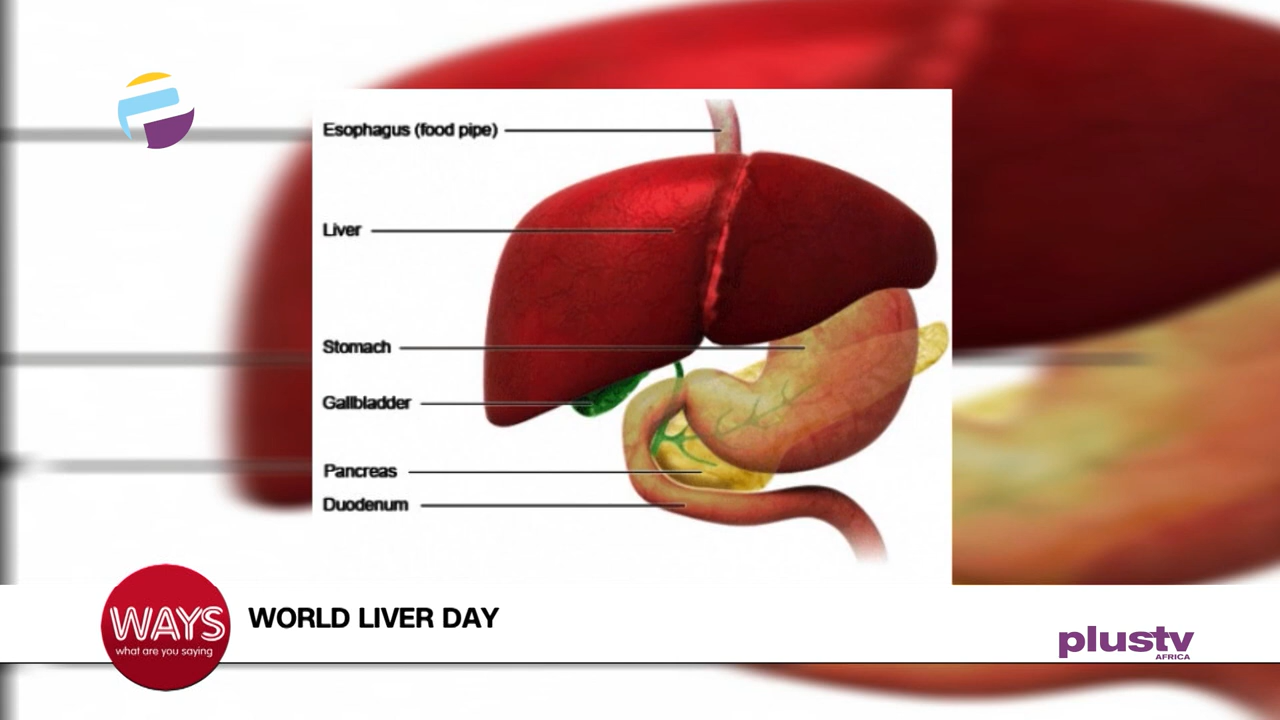 Esophagus (food pipe)
Liver
Stomach
Gallbladder
Pancreas
Duodenum
WAYS
what are you saying
WORLD LIVER DAY
plustv
AFRICA